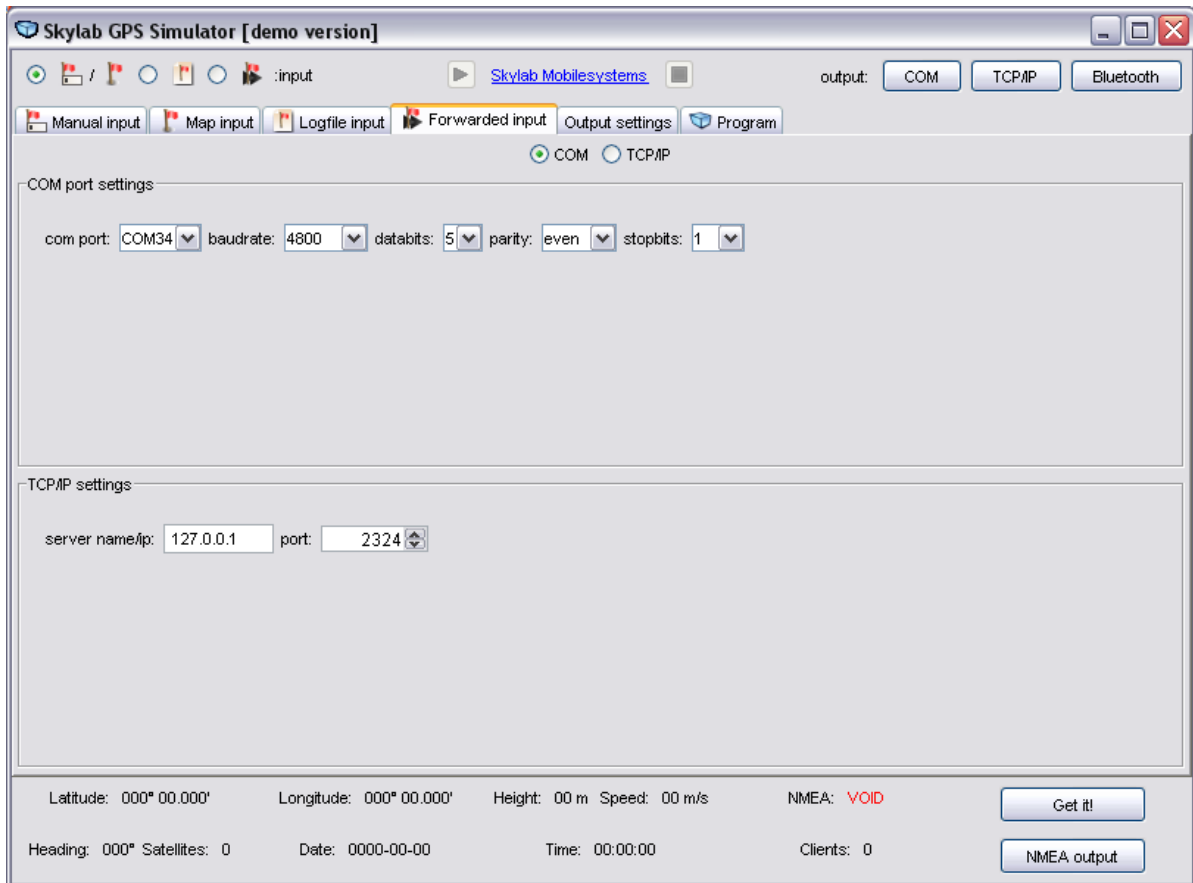 Skylab GPS Simulator [demo version]
/ :input Skylab Mobilesystems output: COM TCP/IP Bluetooth
Manual input Map input Logfile input Forwarded input Output settings Program
COM TCP/IP
COM port settings
com port: COM34 baudrate: 4800 databits: 5 parity: even stopbits: 1
TCP/IP settings
server name/ip: 127.0.0.1 port: 2324
Latitude: 000° 00.000' Longitude: 000° 00.000' Height: 00 m Speed: 00 m/s NMEA: VOID Get it!
Heading: 000° Satellites: 0 Date: 0000-00-00 Time: 00:00:00 Clients: 0 NMEA output